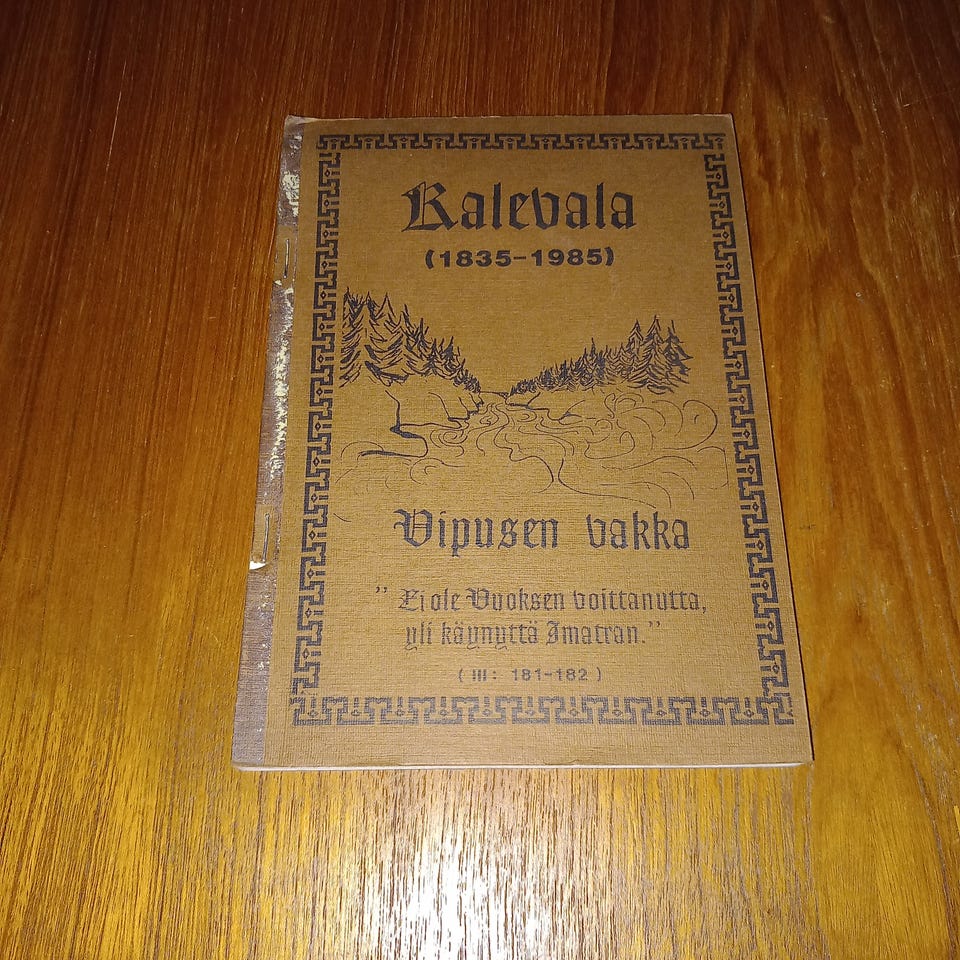 Kalevala
(1835-1985)
Vipusen vakka
" Ei ole Vuoksen voittanutta,
yli käynyttä Imatran."
( III: 181-182 )